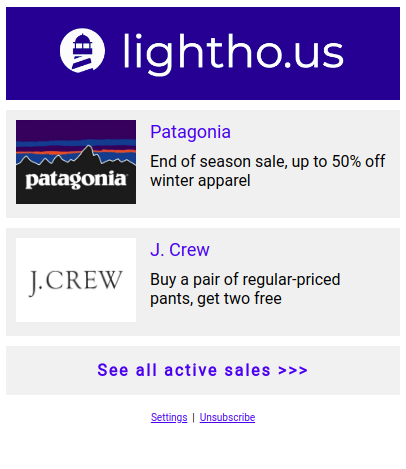 lightho.us
Patagonia
End of season sale, up to 50% off
winter apparel
patagonia
J. Crew
Buy a pair of regular-priced
pants, get two free
J.CREW
See all active sales >>>
Settings | Unsubscribe